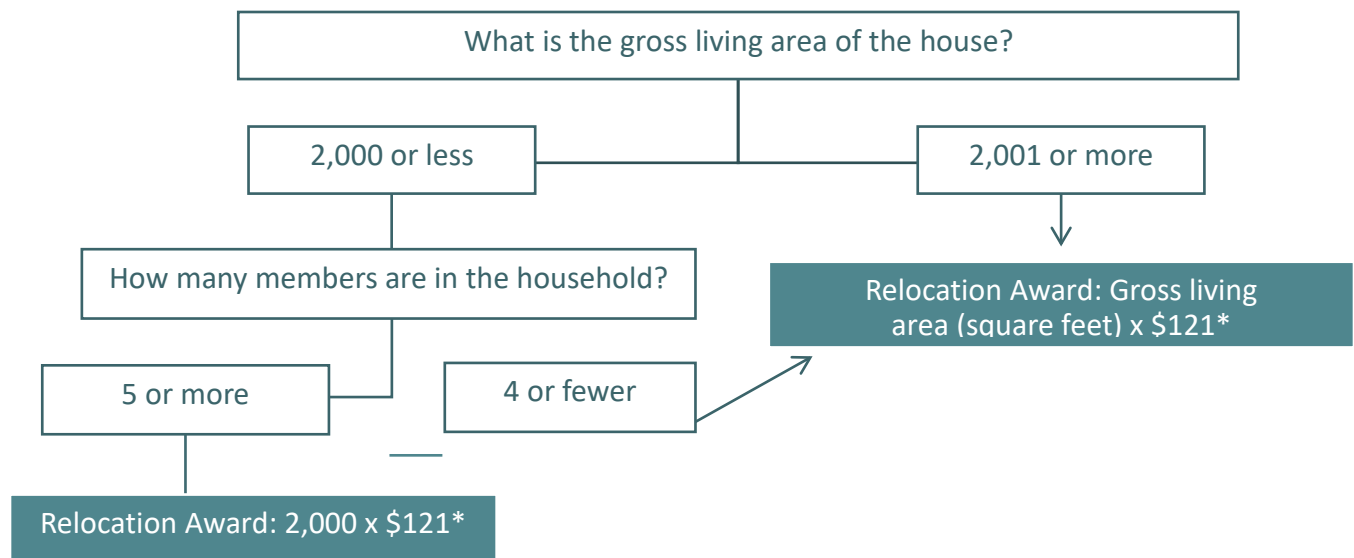 What is the gross living area of the house?
2,000 or less
2,001 or more
How many members are in the household?
Relocation Award: Gross living
area (square feet) x $121*
5 or more
4 or fewer
Relocation Award: 2,000 x $121*